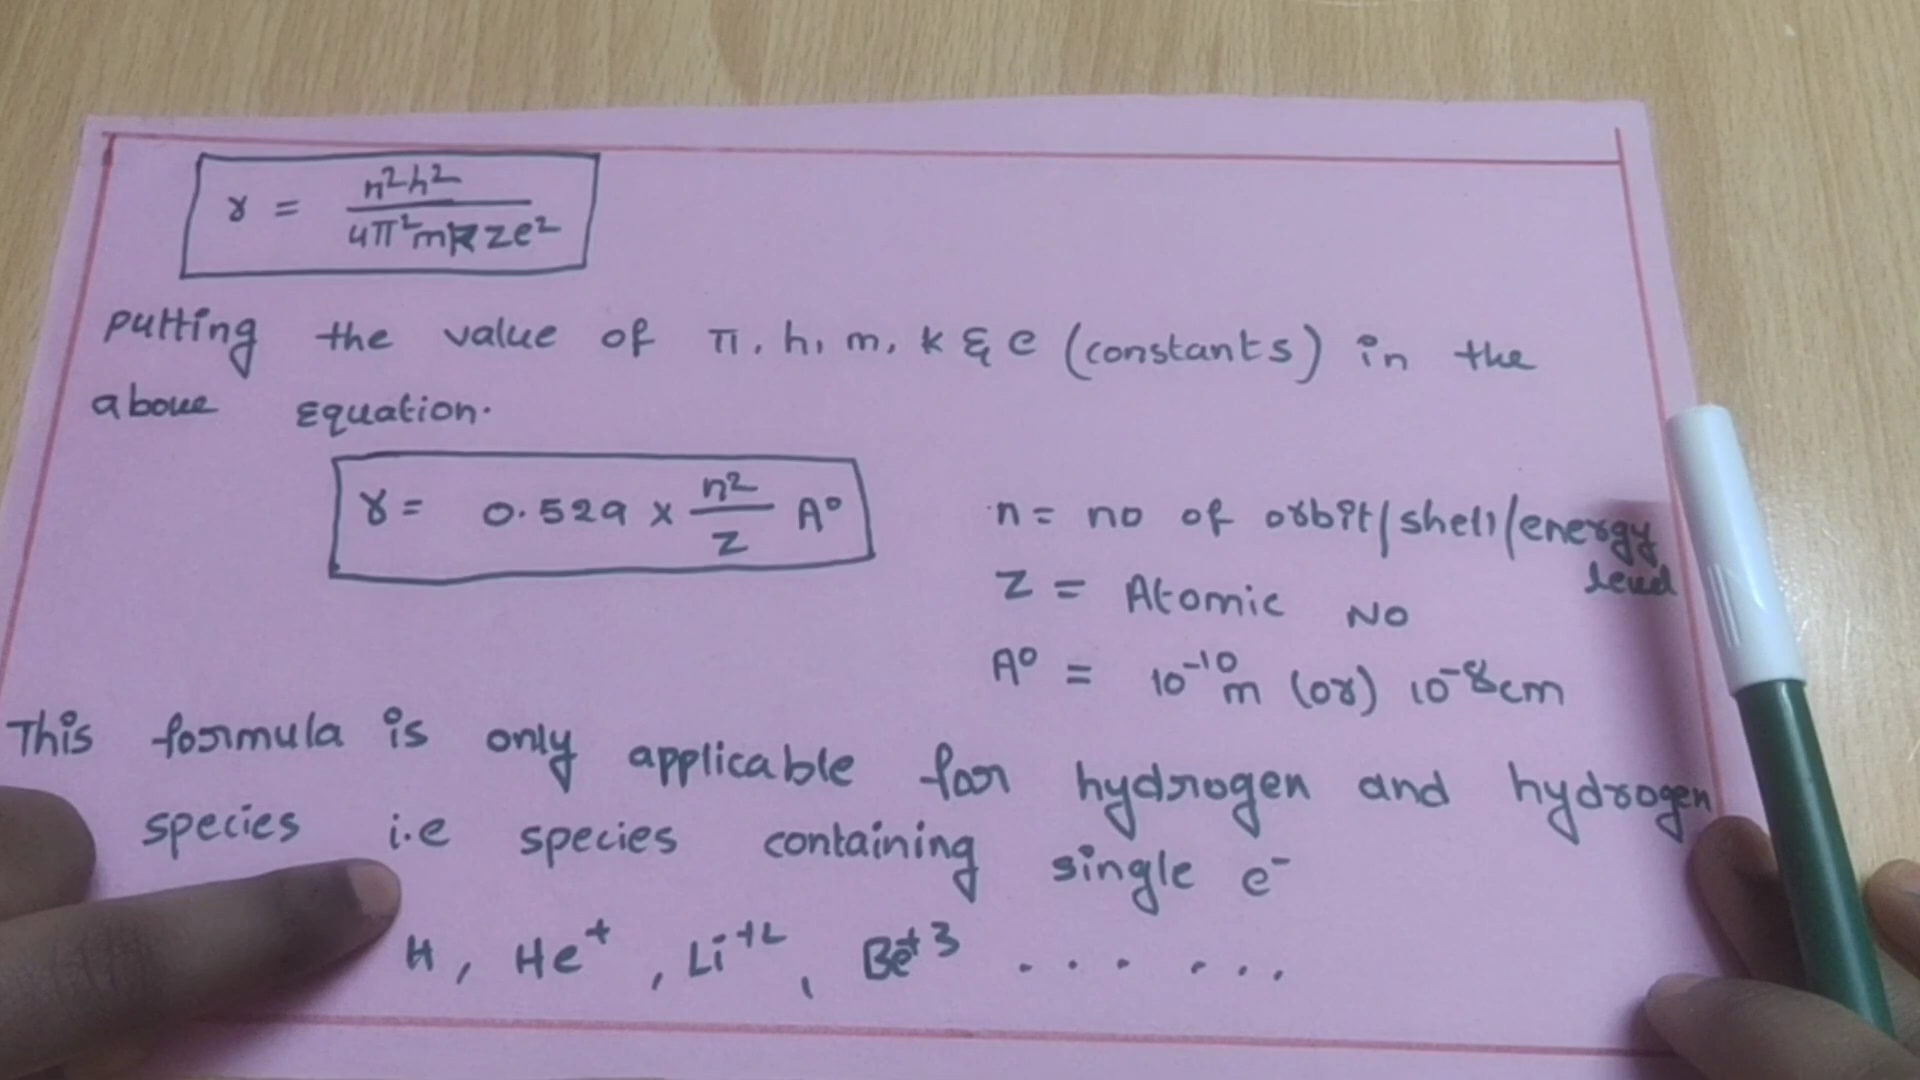 r = n²h² / 4π²mkze²
putting the value of π, h, m, k & e (constants) in the
above Equation.
r = 0.529 x n²/z A°
n = no of orbit/shell/energy level
Z = Atomic No
A° = 10⁻¹⁰m (or) 10⁻⁸cm
This formula is only applicable for hydrogen and hydrogen
species i.e species containing single e⁻
H, He⁺, Li⁺², Be⁺³ . . . . . .